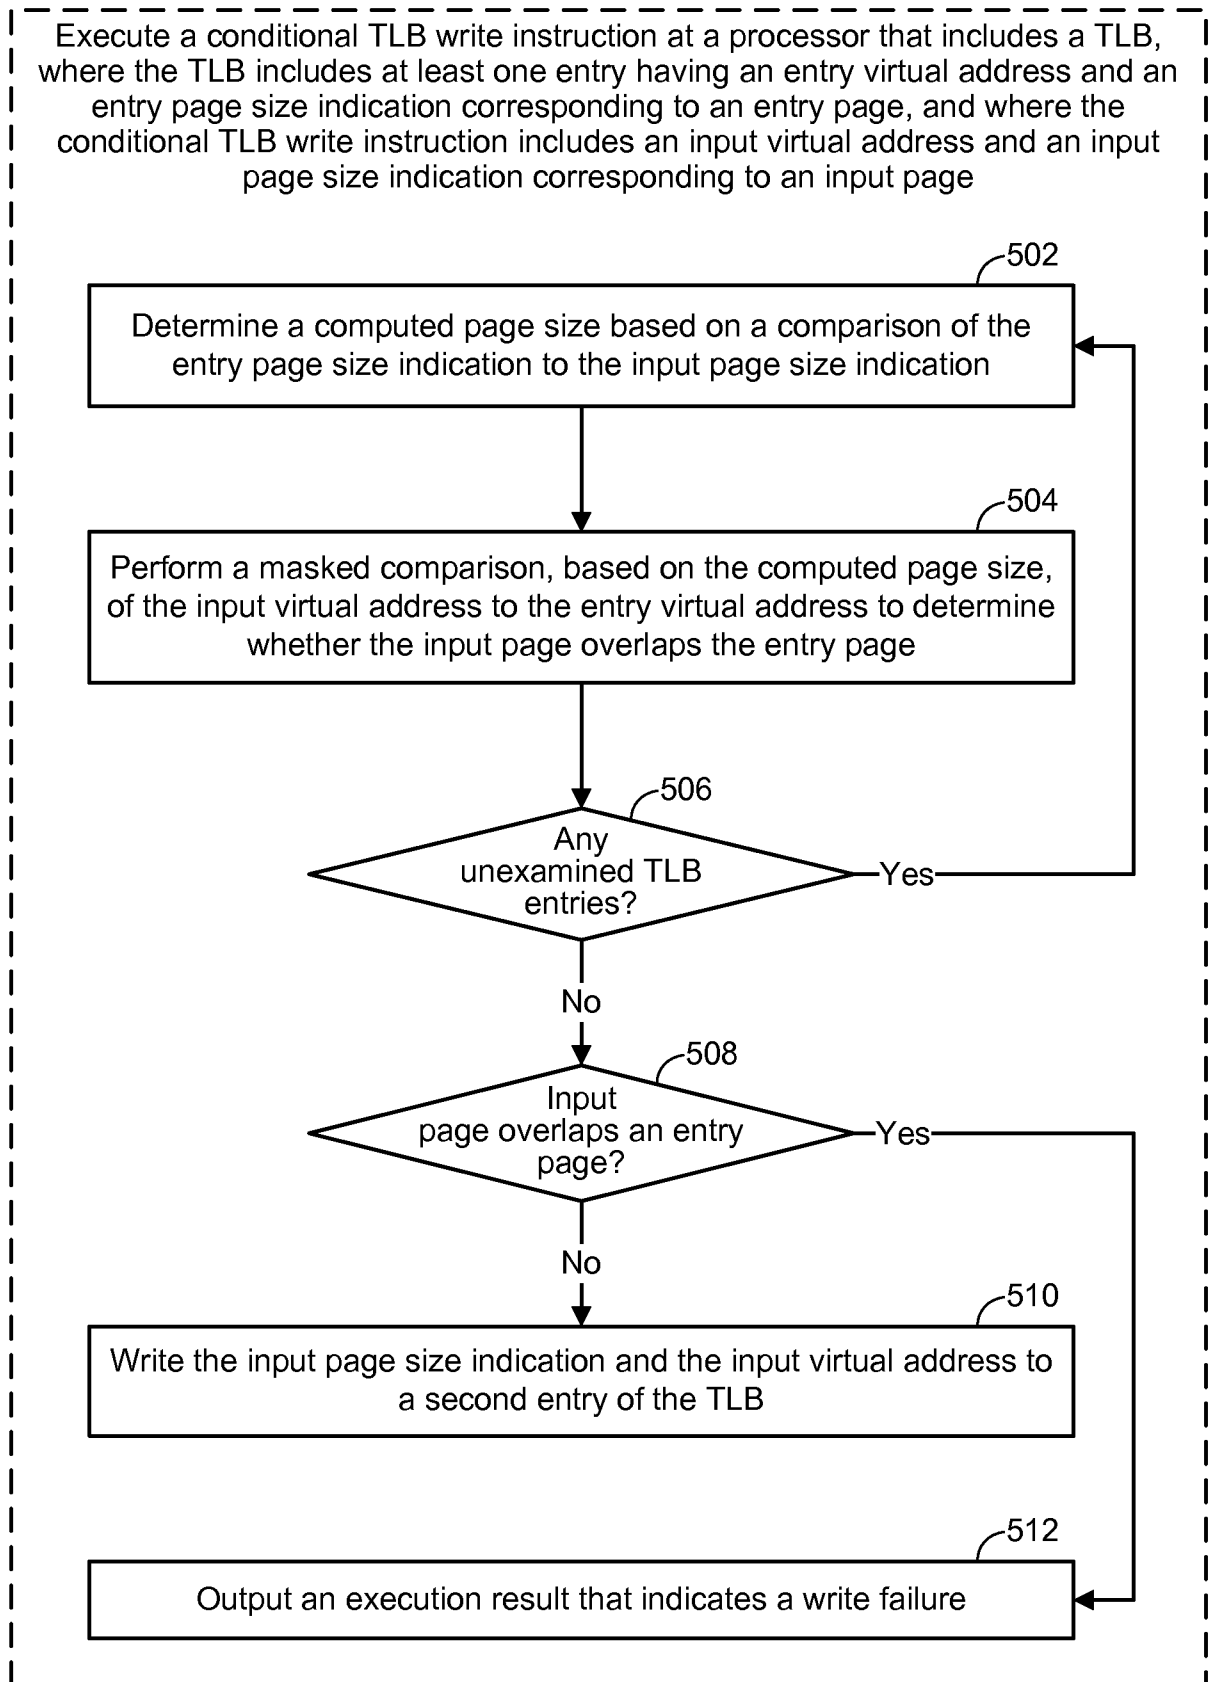 Execute a conditional TLB write instruction at a processor that includes a TLB,
where the TLB includes at least one entry having an entry virtual address and an
entry page size indication corresponding to an entry page, and where the
conditional TLB write instruction includes an input virtual address and an input
page size indication corresponding to an input page
502
Determine a computed page size based on a comparison of the
entry page size indication to the input page size indication
504
Perform a masked comparison, based on the computed page size,
of the input virtual address to the entry virtual address to determine
whether the input page overlaps the entry page
506
Any
unexamined TLB
entries?
Yes
No
508
Input
page overlaps an entry
page?
Yes
No
510
Write the input page size indication and the input virtual address to
a second entry of the TLB
512
Output an execution result that indicates a write failure